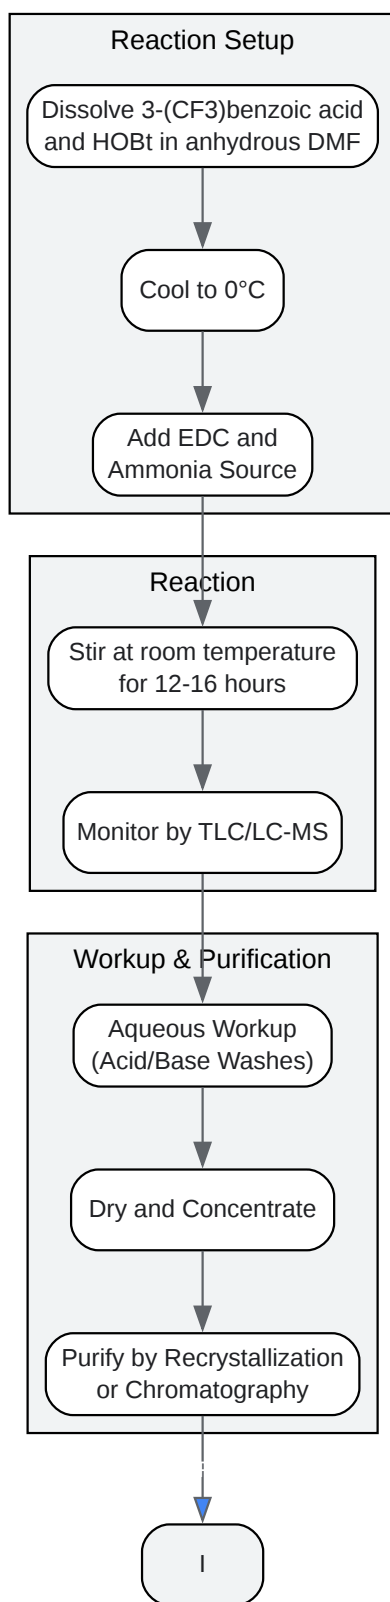 Reaction Setup
Dissolve 3-(CF3)benzoic acid
and HOBt in anhydrous DMF
Cool to 0°C
Add EDC and
Ammonia Source
Reaction
Stir at room temperature
for 12-16 hours
Monitor by TLC/LC-MS
Workup & Purification
Aqueous Workup
(Acid/Base Washes)
Dry and Concentrate
Purify by Recrystallization
or Chromatography
I